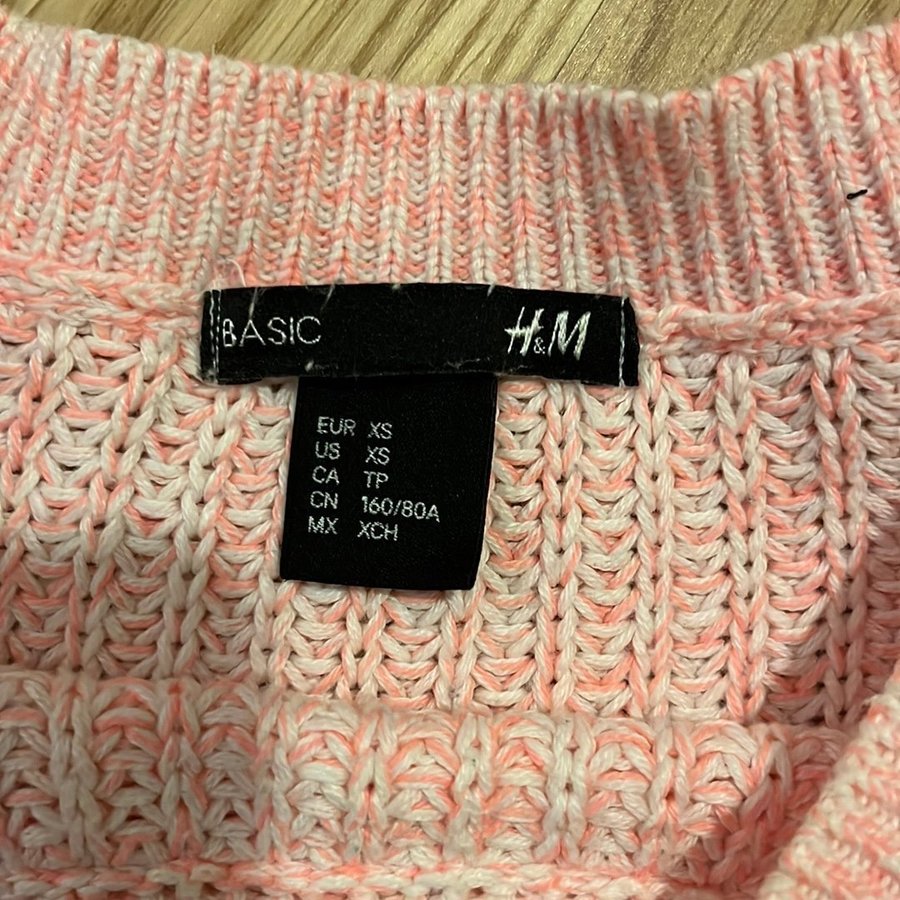 BASIC H&M
EUR XS
US XS
CA TP
CN 160/80A
MX XCH